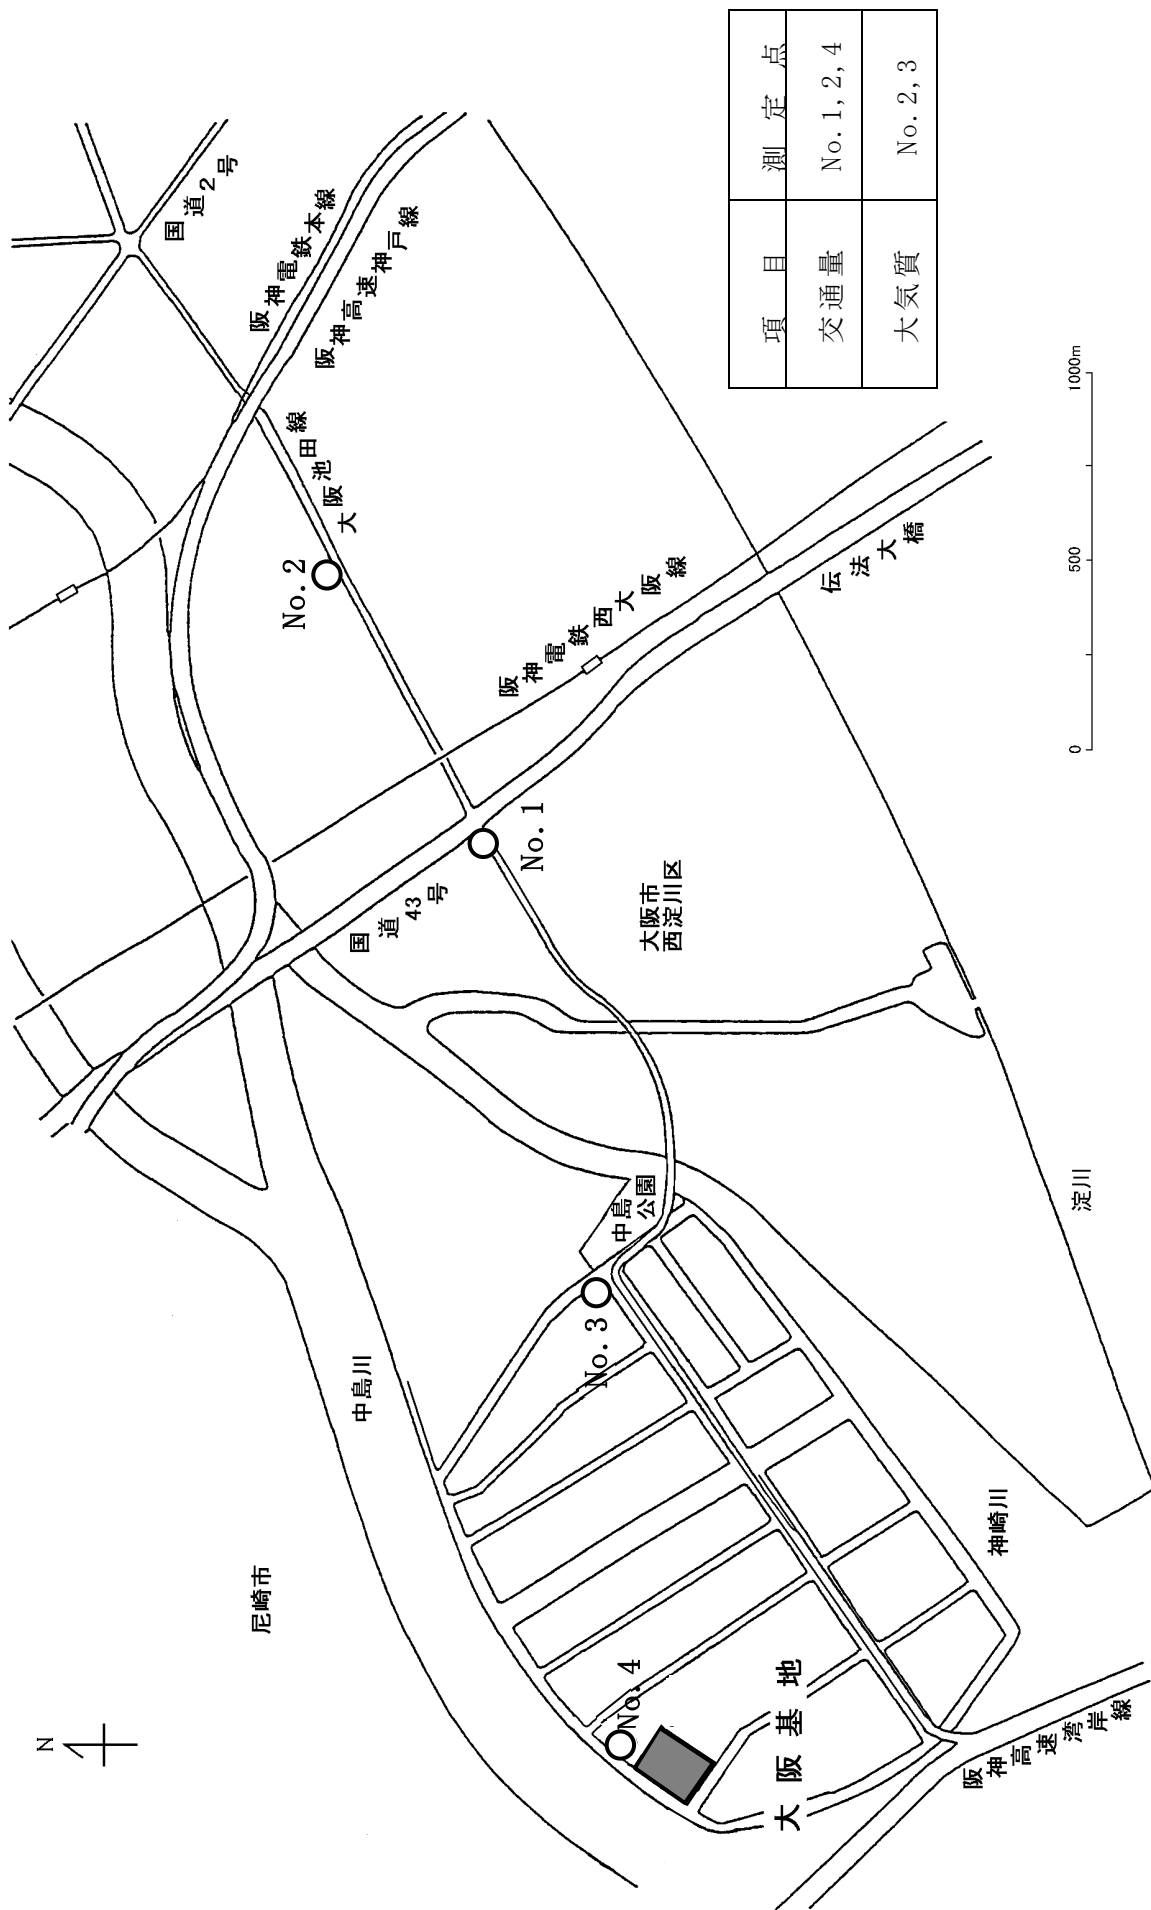 N
国道2号
阪神電鉄本線
阪神高速神戸線
大阪池田線
No.2
阪神電鉄西大阪線
伝法大橋
国道43号
No.1
大阪市
西淀川区
中島
公園
No.3
中島川
淀川
神崎川
尼崎市
No.4
大阪基地
阪神高速湾岸線
項目 測定点
交通量 No.1,2,4
大気質 No.2,3
0 500 1000m